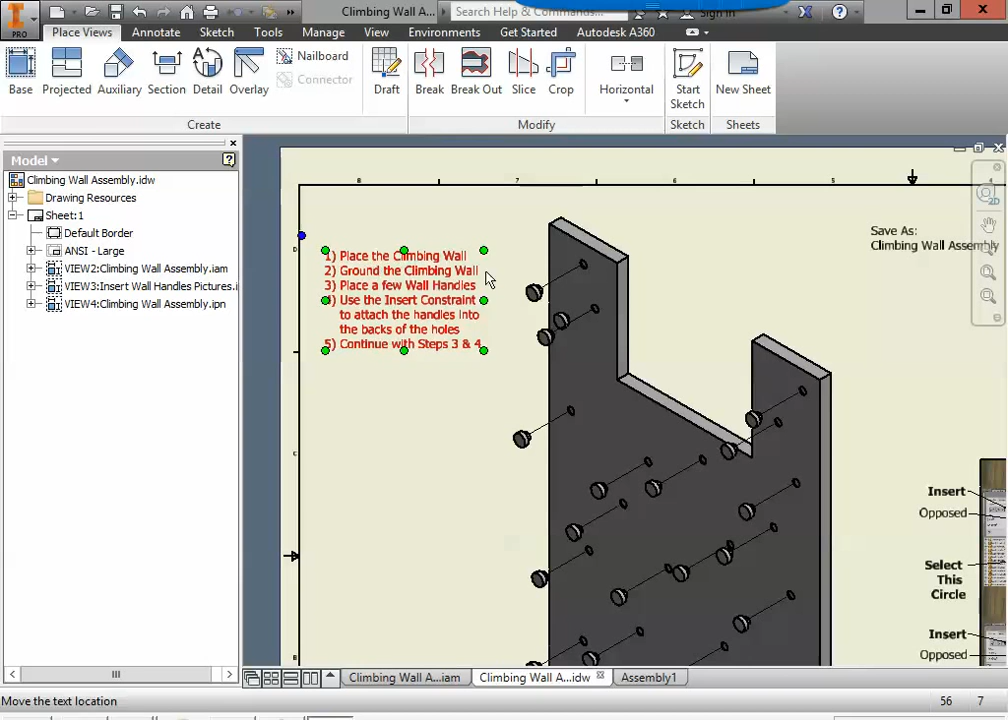 PRO
Climbing Wall A...
Search Help & Commands...
Sign In
Place Views
Annotate
Sketch
Tools
Manage
View
Environments
Get Started
Autodesk A360
Base
Projected
Auxiliary
Section
Detail
Overlay
Nailboard
Connector
Draft
Break
Break Out
Slice
Crop
Horizontal
Start
Sketch
New Sheet
Create
Modify
Sketch
Sheets
Model
Climbing Wall Assembly.idw
Drawing Resources
Sheet:1
Default Border
ANSI - Large
VIEW2:Climbing Wall Assembly.iam
VIEW3:Insert Wall Handles Pictures.i
VIEW4:Climbing Wall Assembly.ipn
8
7
6
5
4
D
C
B
2D
1) Place the Climbing Wall
2) Ground the Climbing Wall
3) Place a few Wall Handles
4) Use the Insert Constraint
to attach the handles into
the backs of the holes
5) Continue with Steps 3 & 4
Save As:
Climbing Wall Assembly
Insert
Opposed
Select
This
Circle
Insert
Opposed
Climbing Wall A...iam
Climbing Wall A...idw
Assembly1
Move the text location
56
7